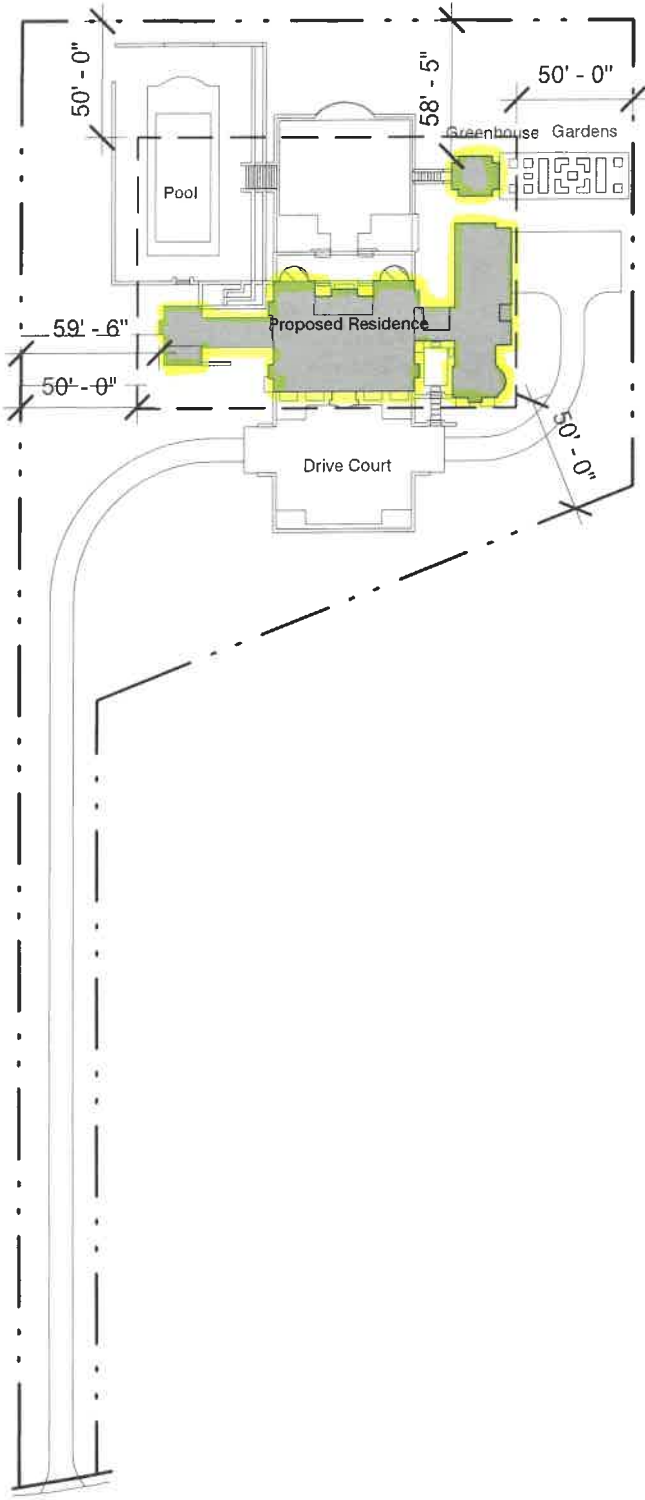 50' - 0"
58' - 5"
50' - 0"
Greenhouse Gardens
Pool
59' - 6"
Proposed Residence
50'-0"
50' - 0"
Drive Court